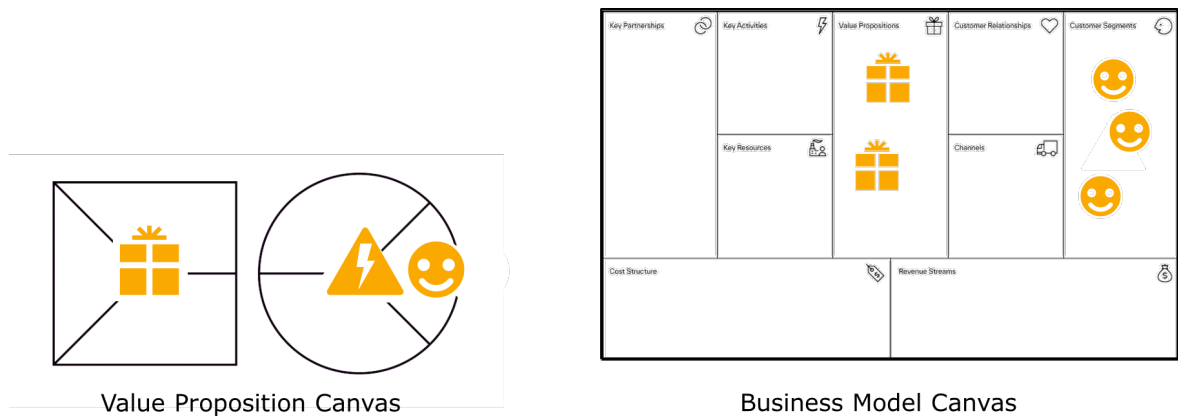 Key Partnerships
Key Activities
Value Propositions
Customer Relationships
Customer Segments
Key Resources
Channels
Cost Structure
Revenue Streams
Value Proposition Canvas
Business Model Canvas